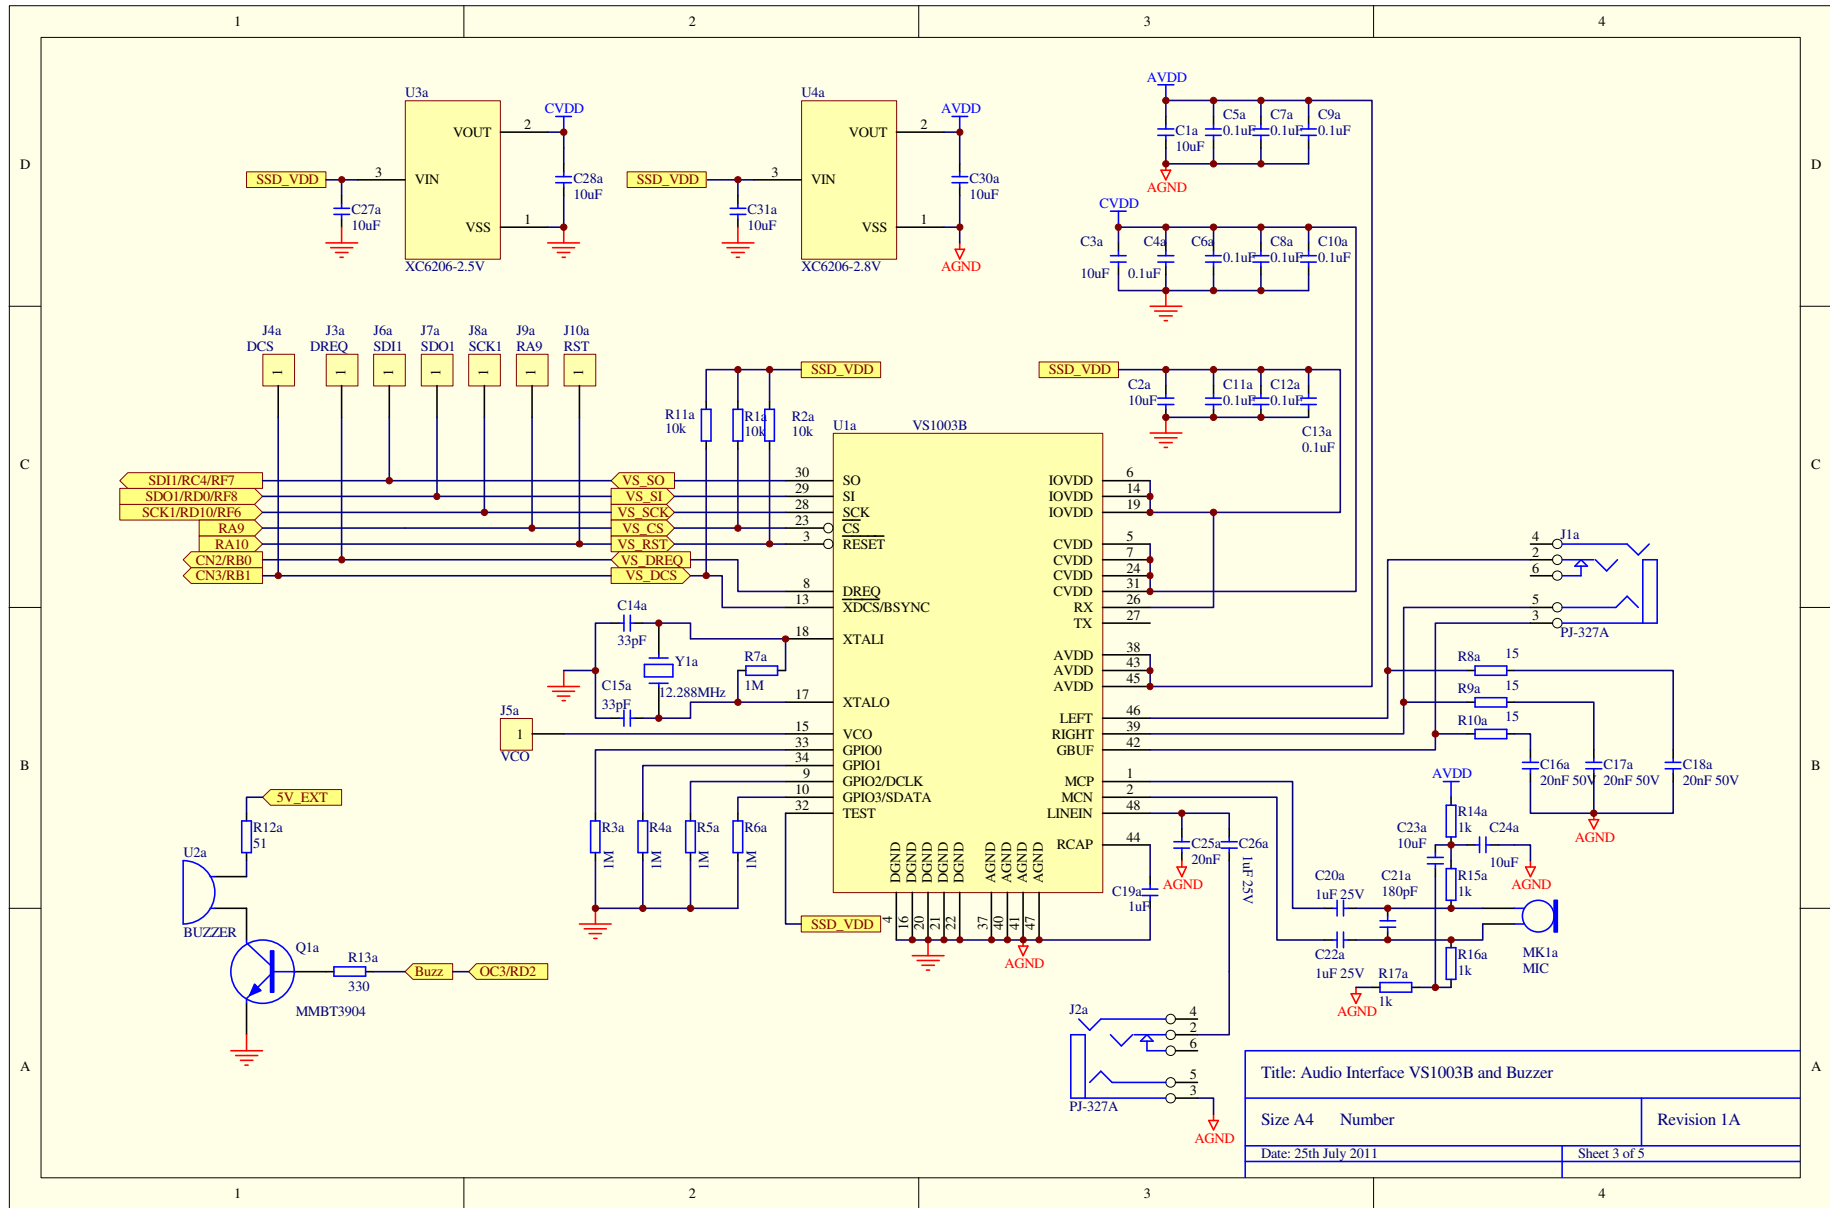 1 2 3 4
D
D
C
C
B
B
A
A
U3a
CVDD
VOUT
2
SSD_VDD
3
VIN
C28a
10uF
C27a
10uF
VSS
1
XC6206-2.5V
U4a
AVDD
VOUT
2
SSD_VDD
3
VIN
C30a
10uF
C31a
10uF
VSS
1
XC6206-2.8V
AGND
AVDD
C1a
10uF
C5a
0.1uF
C7a
0.1uF
C9a
0.1uF
AGND
CVDD
C3a
10uF
C4a
0.1uF
C6a
0.1uF
C8a
0.1uF
C10a
0.1uF
SSD_VDD
C2a
10uF
C11a
0.1uF
C12a
0.1uF
C13a
0.1uF
J4a
DCS
1
J3a
DREQ
1
J6a
SDI1
1
J7a
SDO1
1
J8a
SCK1
1
J9a
RA9
1
J10a
RST
1
SSD_VDD
R11a
10k
R1a
10k
R2a
10k
SDI1/RC4/RF7
SDO1/RD0/RF8
SCK1/RD10/RF6
RA9
RA10
CN2/RB0
CN3/RB1
VS_SO
VS_SI
VS_SCK
VS_CS
VS_RST
VS_DREQ
VS_DCS
U1a
VS1003B
30 SO
29 SI
28 SCK
23 CS
3 RESET
8 DREQ
13 XDCS/BSYNC
18 XTALI
17 XTALO
15 VCO
33 GPIO0
34 GPIO1
9 GPIO2/DCLK
10 GPIO3/SDATA
32 TEST
IOVDD 6
IOVDD 14
IOVDD 19
CVDD 5
CVDD 7
CVDD 24
CVDD 31
RX 26
TX 27
AVDD 38
AVDD 43
AVDD 45
LEFT 46
RIGHT 39
GBUF 42
MCP 1
MCN 2
LINEIN 48
RCAP 44
DGND
DGND
DGND
DGND
DGND
AGND
AGND
AGND
AGND
4
16
20
21
22
37
40
41
47
AGND
C14a
33pF
Y1a
12.288MHz
C15a
33pF
R7a
1M
J5a
1
VCO
R3a
1M
R4a
1M
R5a
1M
R6a
1M
SSD_VDD
5V_EXT
R12a
51
U2a
BUZZER
Q1a
MMBT3904
R13a
330
Buzz
OC3/RD2
J1a
4
2
6
5
3
PJ-327A
R8a 15
R9a 15
R10a 15
C16a
20nF 50V
C17a
20nF 50V
C18a
20nF 50V
AGND
AVDD
R14a
1k
C23a
10uF
C24a
10uF
AGND
R15a
1k
C20a
1uF 25V
C21a
180pF
C22a
1uF 25V
R16a
1k
R17a
1k
AGND
MK1a
MIC
C25a
20nF
AGND
C26a
1uF 25V
C19a
1uF
J2a
4
2
6
5
3
PJ-327A
AGND
Title: Audio Interface VS1003B and Buzzer
Size A4 Number Revision 1A
Date: 25th July 2011 Sheet 3 of 5
1 2 3 4